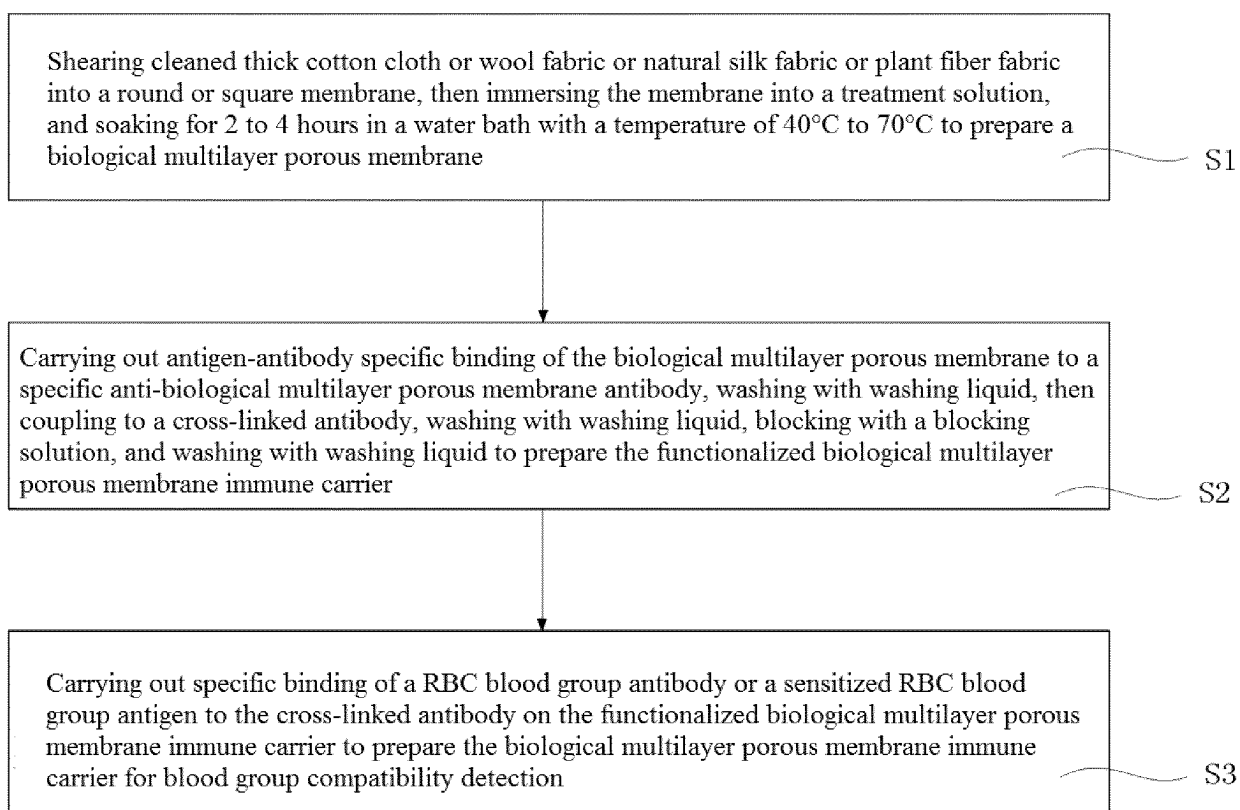 Shearing cleaned thick cotton cloth or wool fabric or natural silk fabric or plant fiber fabric
into a round or square membrane, then immersing the membrane into a treatment solution,
and soaking for 2 to 4 hours in a water bath with a temperature of 40°C to 70°C to prepare a
biological multilayer porous membrane
S1
Carrying out antigen-antibody specific binding of the biological multilayer porous membrane to a
specific anti-biological multilayer porous membrane antibody, washing with washing liquid, then
coupling to a cross-linked antibody, washing with washing liquid, blocking with a blocking
solution, and washing with washing liquid to prepare the functionalized biological multilayer
porous membrane immune carrier
S2
Carrying out specific binding of a RBC blood group antibody or a sensitized RBC blood
group antigen to the cross-linked antibody on the functionalized biological multilayer porous
membrane immune carrier to prepare the biological multilayer porous membrane immune
carrier for blood group compatibility detection
S3